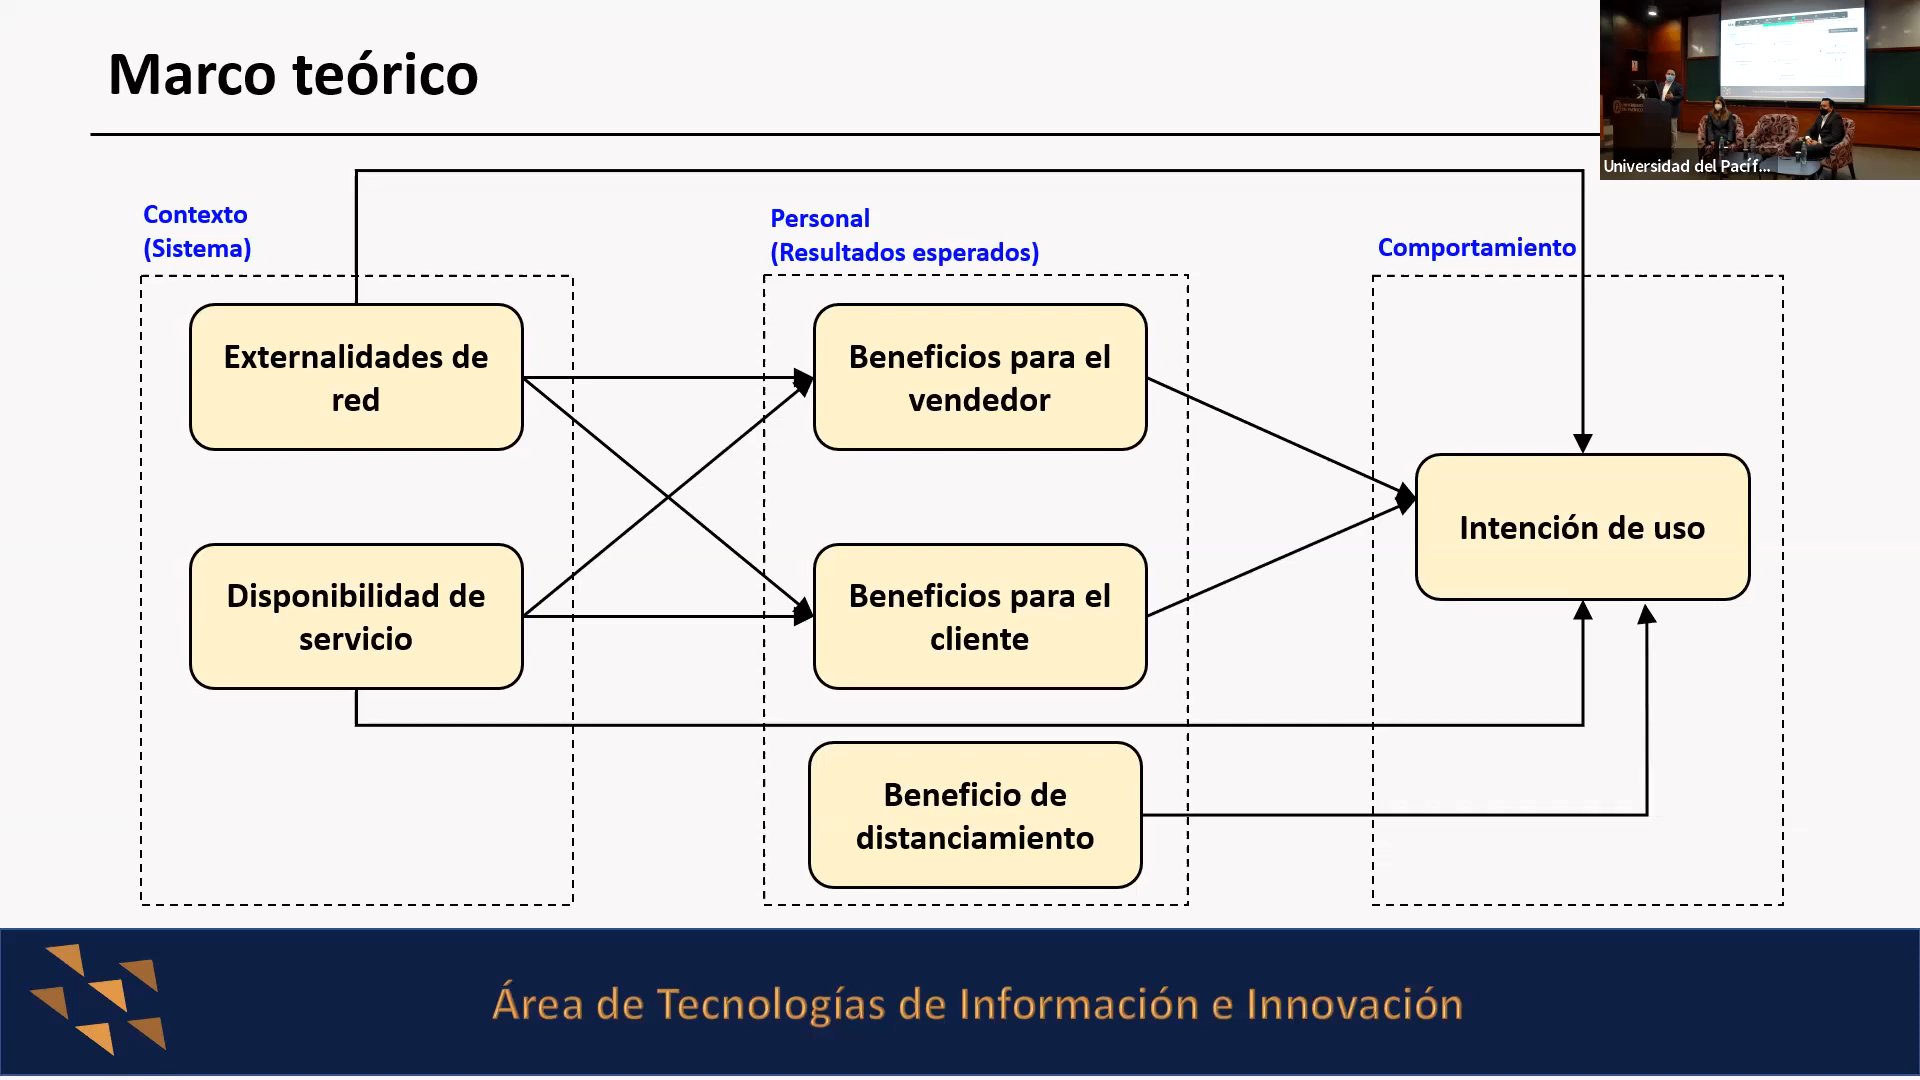 Marco teórico
Universidad del Pacíf...
Contexto
(Sistema)
Personal
(Resultados esperados)
Comportamiento
Externalidades de
red
Beneficios para el
vendedor
Intención de uso
Disponibilidad de
servicio
Beneficios para el
cliente
Beneficio de
distanciamiento
Área de Tecnologías de Información e Innovación